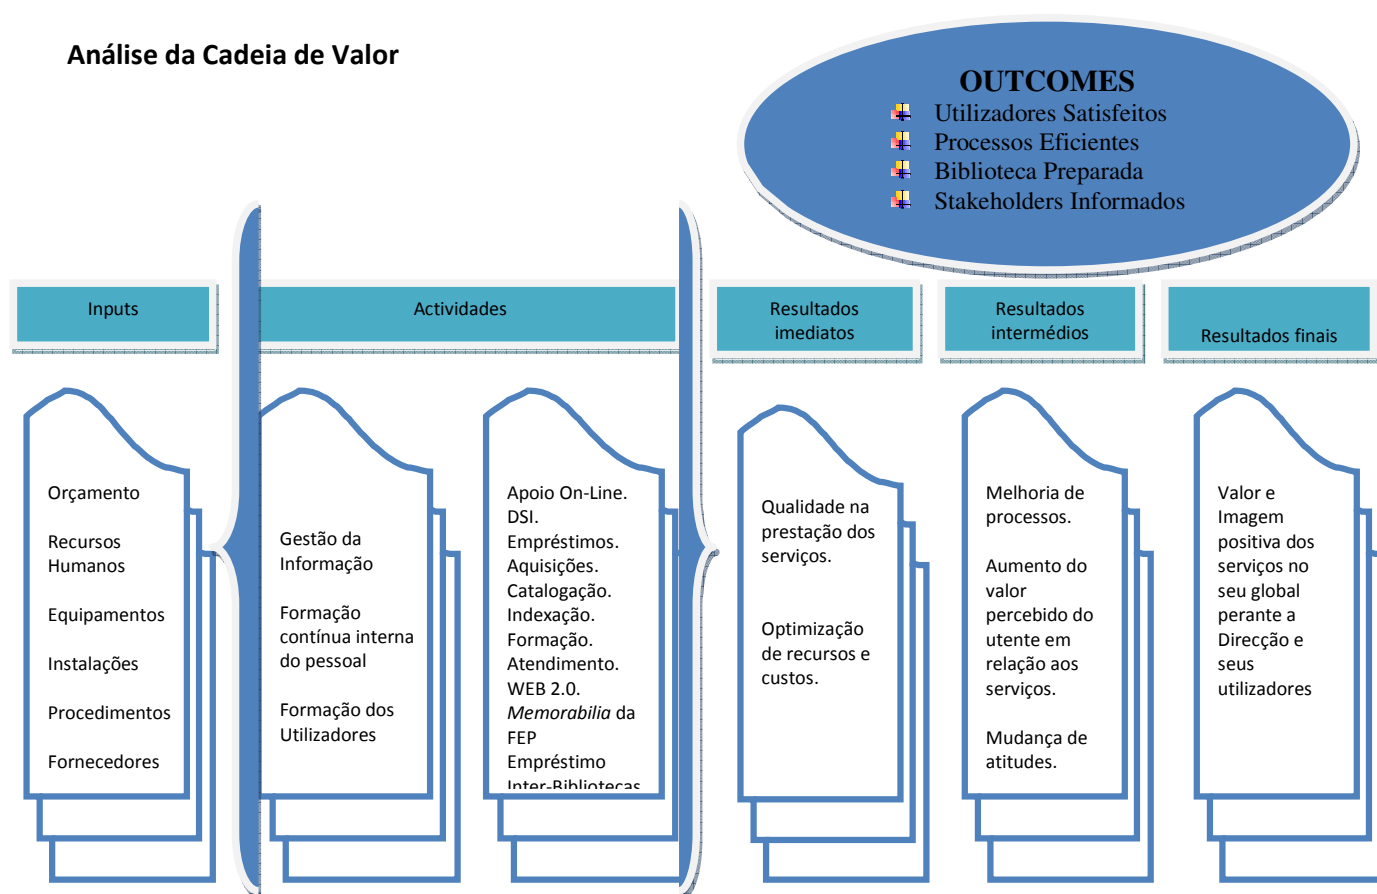 Análise da Cadeia de Valor
OUTCOMES
Utilizadores Satisfeitos
Processos Eficientes
Biblioteca Preparada
Stakeholders Informados
Inputs
Actividades
Resultados
imediatos
Resultados
intermédios
Resultados finais
Orçamento
Recursos
Humanos
Equipamentos
Instalações
Procedimentos
Fornecedores
Gestão da
Informação
Formação
contínua interna
do pessoal
Formação dos
Utilizadores
Apoio On-Line.
DSI.
Empréstimos.
Aquisições.
Catalogação.
Indexação.
Formação.
Atendimento.
WEB 2.0.
Memorabilia da
FEP
Empréstimo
Inter-Bibliotecas
Qualidade na
prestação dos
serviços.
Optimização
de recursos e
custos.
Melhoria de
processos.
Aumento do
valor
percebido do
utente em
relação aos
serviços.
Mudança de
atitudes.
Valor e
Imagem
positiva dos
serviços no
seu global
perante a
Direcção e
seus
utilizadores